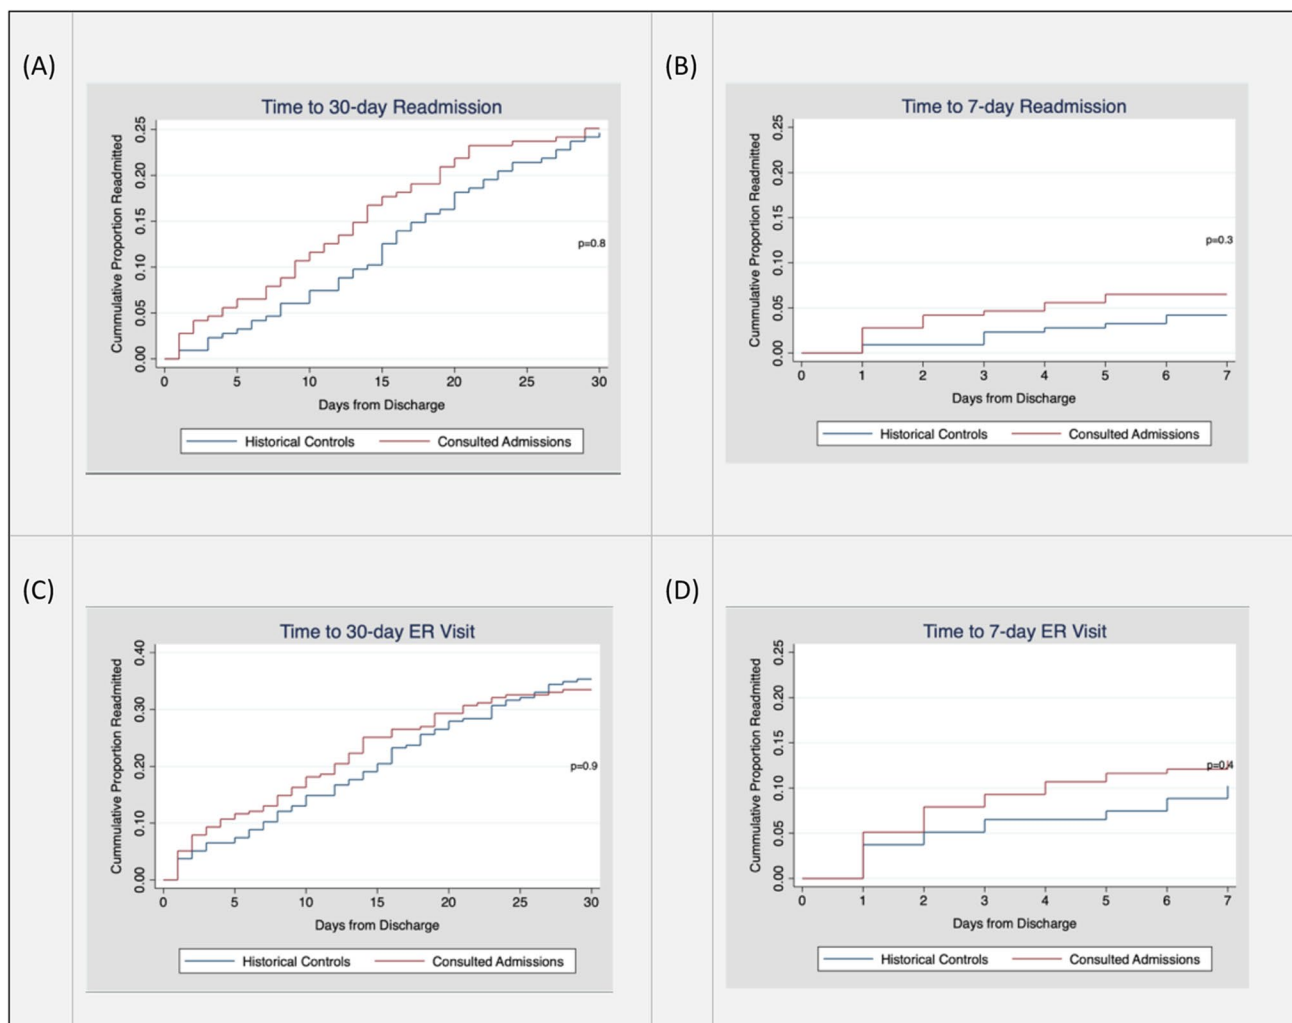 (A)
Time to 30-day Readmission
Cummulative Proportion Readmitted
0.25
0.20
0.15
0.10
0.05
0.00
p=0.8
0 5 10 15 20 25 30
Days from Discharge
Historical Controls Consulted Admissions
(B)
Time to 7-day Readmission
Cummulative Proportion Readmitted
0.25
0.20
0.15
0.10
0.05
0.00
p=0.3
0 1 2 3 4 5 6 7
Days from Discharge
Historical Controls Consulted Admissions
(C)
Time to 30-day ER Visit
Cummulative Proportion Readmitted
0.40
0.30
0.20
0.10
0.00
p=0.9
0 5 10 15 20 25 30
Days from Discharge
Historical Controls Consulted Admissions
(D)
Time to 7-day ER Visit
Cummulative Proportion Readmitted
0.25
0.20
0.15
0.10
0.05
0.00
p=0.4
0 1 2 3 4 5 6 7
Days from Discharge
Historical Controls Consulted Admissions